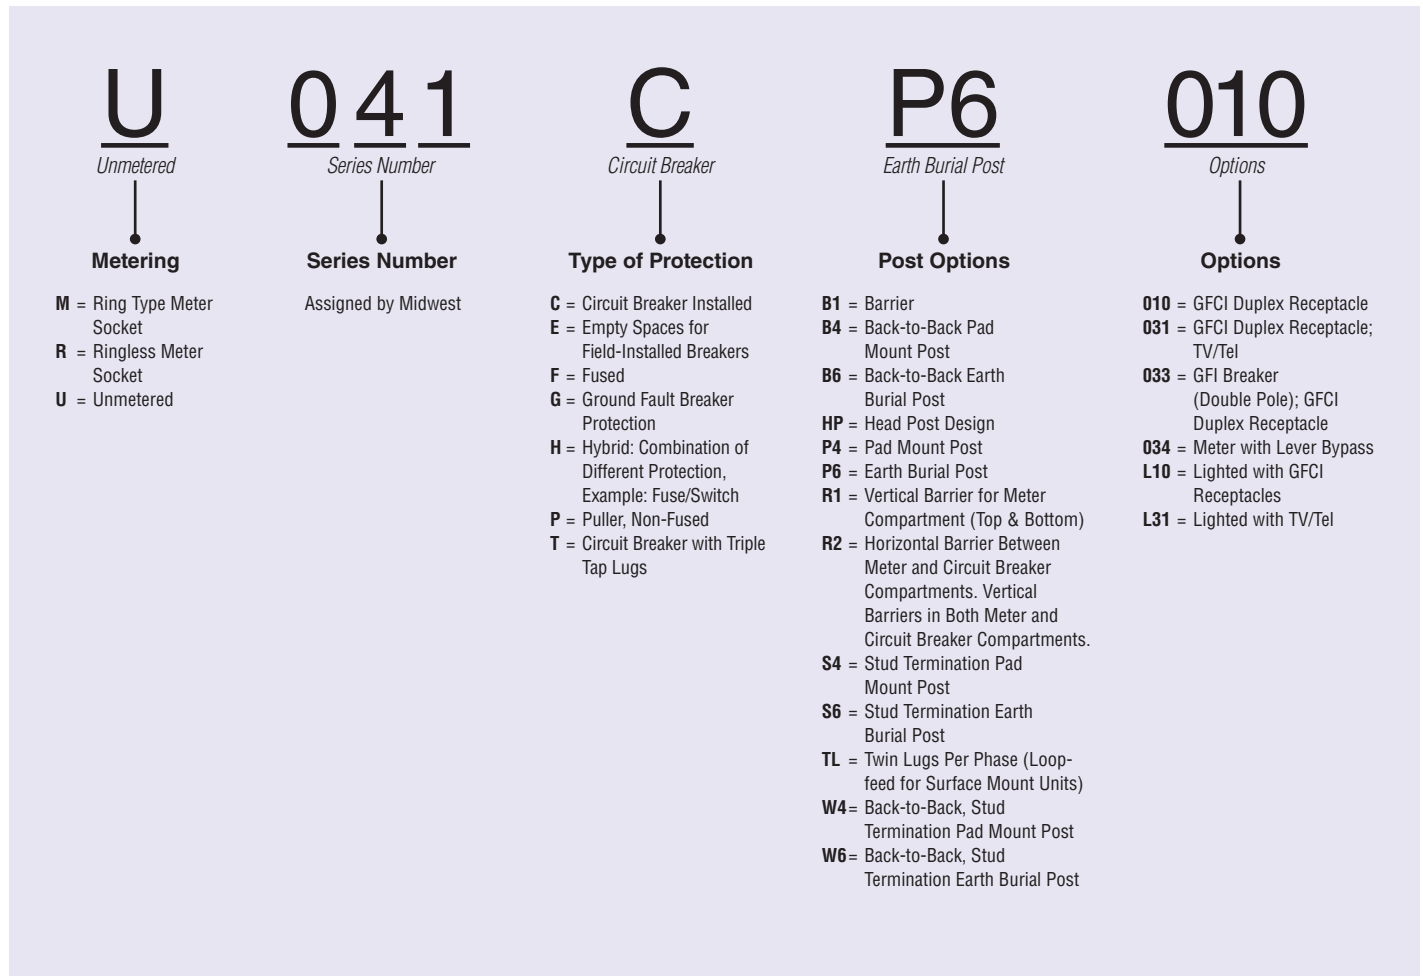 U 041 C P6 010
Unmetered Series Number Circuit Breaker Earth Burial Post Options
Metering
M = Ring Type Meter
Socket
R = Ringless Meter
Socket
U = Unmetered
Series Number
Assigned by Midwest
Type of Protection
C = Circuit Breaker Installed
E = Empty Spaces for
Field-Installed Breakers
F = Fused
G = Ground Fault Breaker
Protection
H = Hybrid: Combination of
Different Protection,
Example: Fuse/Switch
P = Puller, Non-Fused
T = Circuit Breaker with Triple
Tap Lugs
Post Options
B1 = Barrier
B4 = Back-to-Back Pad
Mount Post
B6 = Back-to-Back Earth
Burial Post
HP = Head Post Design
P4 = Pad Mount Post
P6 = Earth Burial Post
R1 = Vertical Barrier for Meter
Compartment (Top & Bottom)
R2 = Horizontal Barrier Between
Meter and Circuit Breaker
Compartments. Vertical
Barriers in Both Meter and
Circuit Breaker Compartments.
S4 = Stud Termination Pad
Mount Post
S6 = Stud Termination Earth
Burial Post
TL = Twin Lugs Per Phase (Loop-
feed for Surface Mount Units)
W4= Back-to-Back, Stud
Termination Pad Mount Post
W6= Back-to-Back, Stud
Termination Earth Burial Post
Options
010 = GFCI Duplex Receptacle
031 = GFCI Duplex Receptacle;
TV/Tel
033 = GFI Breaker
(Double Pole); GFCI
Duplex Receptacle
034 = Meter with Lever Bypass
L10 = Lighted with GFCI
Receptacles
L31 = Lighted with TV/Tel